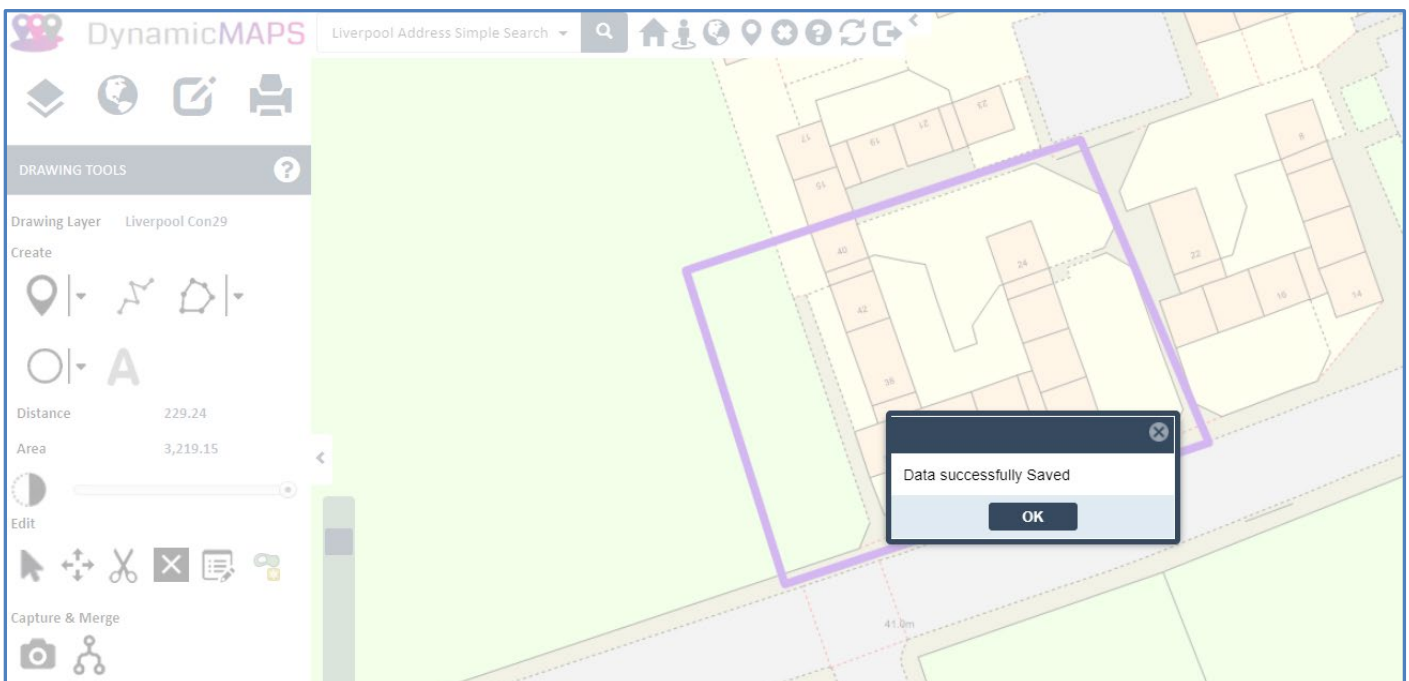 DynamicMAPS
Liverpool Address Simple Search
DRAWING TOOLS
?
Drawing Layer Liverpool Con29
Create
A
Distance 229.24
Area 3,219.15
Edit
Capture & Merge
17
19
21
23
15
40
42
38
24
22
16
14
8
41.0m
Data successfully Saved
OK